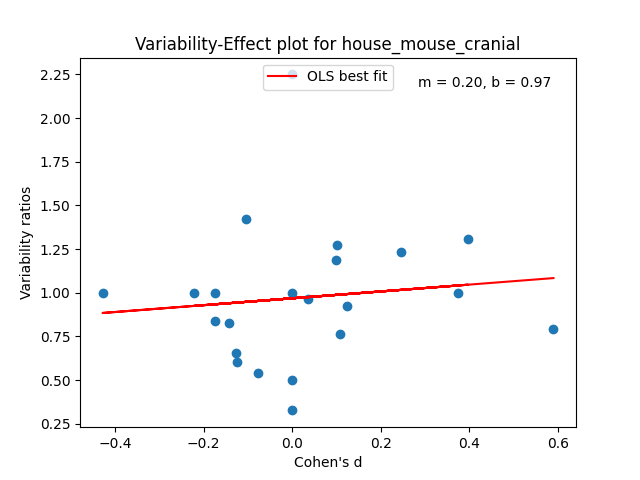 Variability-Effect plot for house_mouse_cranial
OLS best fit
m = 0.20, b = 0.97
Variability ratios
2.25
2.00
1.75
1.50
1.25
1.00
0.75
0.50
0.25
−0.4 −0.2 0.0 0.2 0.4 0.6
Cohen's d